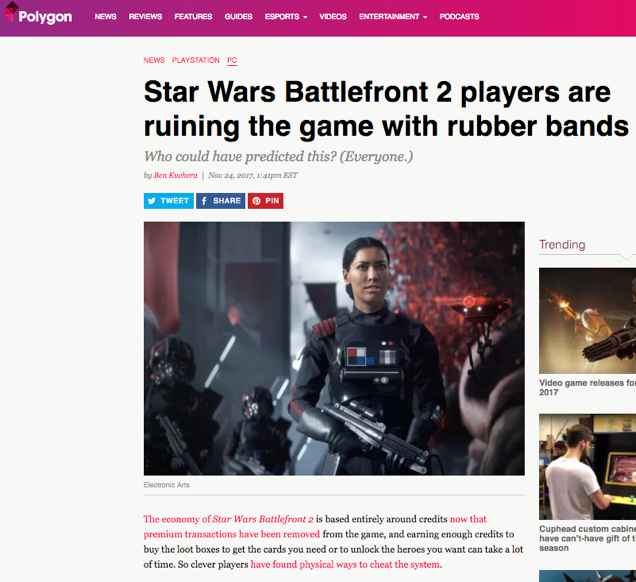 Polygon
NEWS REVIEWS FEATURES GUIDES ESPORTS VIDEOS ENTERTAINMENT PODCASTS
NEWS PLAYSTATION PC
Star Wars Battlefront 2 players are
ruining the game with rubber bands
Who could have predicted this? (Everyone.)
by Ben Kuchera | Nov 24, 2017, 1:41pm EST
TWEET SHARE PIN
Electronic Arts
The economy of Star Wars Battlefront 2 is based entirely around credits now that
premium transactions have been removed from the game, and earning enough credits to
buy the loot boxes to get the cards you need or to unlock the heroes you want can take a lot
of time. So clever players have found physical ways to cheat the system.
Trending
Video game releases fo
2017
Cuphead custom cabine
have can't-have gift of t
season